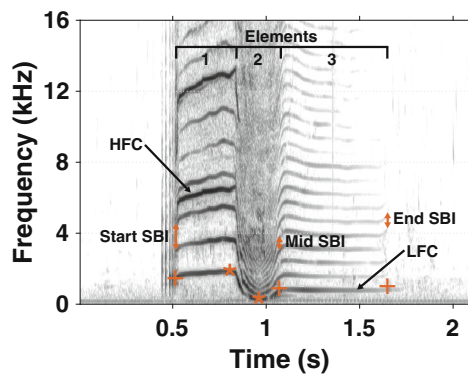 Elements
1 2 3
HFC
Start SBI
Mid SBI
End SBI
LFC
Frequency (kHz)
16
12
8
4
0
0.5 1 1.5 2
Time (s)